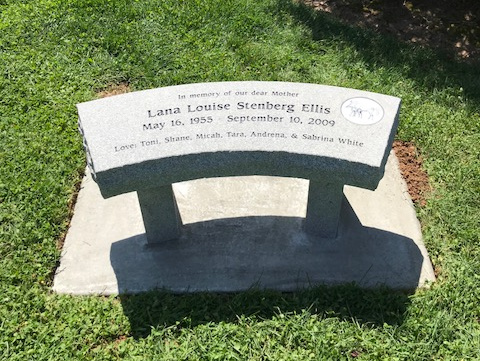 In memory of our dear Mother
Lana Louise Stenberg Ellis
May 16, 1955 - September 10, 2009
Love: Toni, Shane, Micah, Tara, Andrena, & Sabrina White